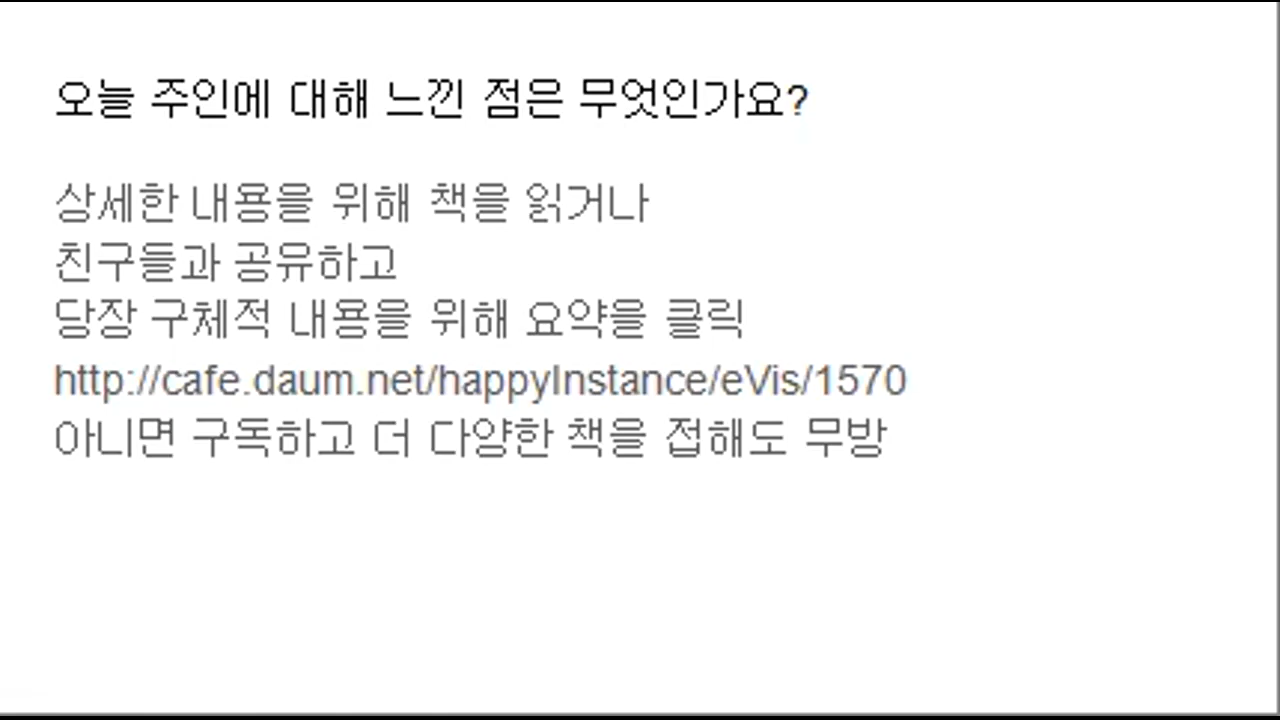 오늘 주인에 대해 느낀 점은 무엇인가요?
상세한 내용을 위해 책을 읽거나
친구들과 공유하고
당장 구체적 내용을 위해 요약을 클릭
http://cafe.daum.net/happyInstance/eVis/1570
아니면 구독하고 더 다양한 책을 접해도 무방